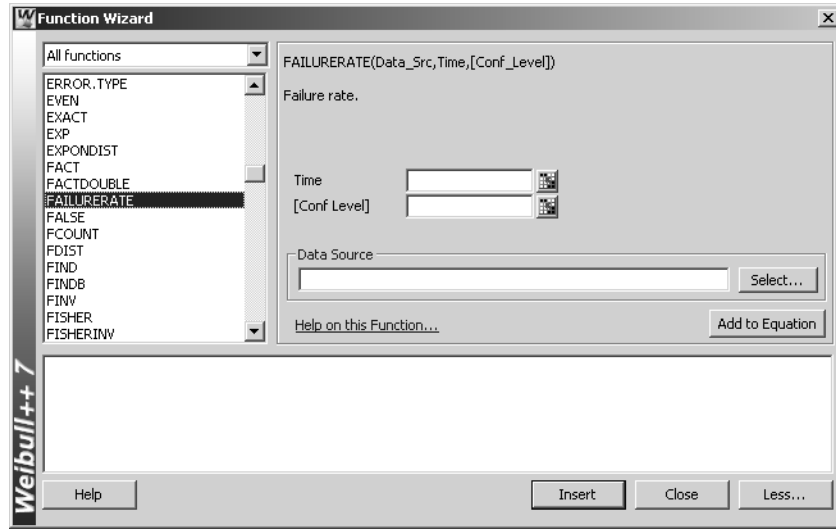 Function Wizard
All functions
ERROR.TYPE
EVEN
EXACT
EXP
EXPONDIST
FACT
FACTDOUBLE
FAILURERATE
FALSE
FCOUNT
FDIST
FIND
FINDB
FINV
FISHER
FISHERINV
FAILURERATE(Data_Src,Time,[Conf_Level])
Failure rate.
Time
[Conf Level]
Data Source
Select...
Help on this Function...
Add to Equation
Weibull++ 7
Help
Insert
Close
Less...